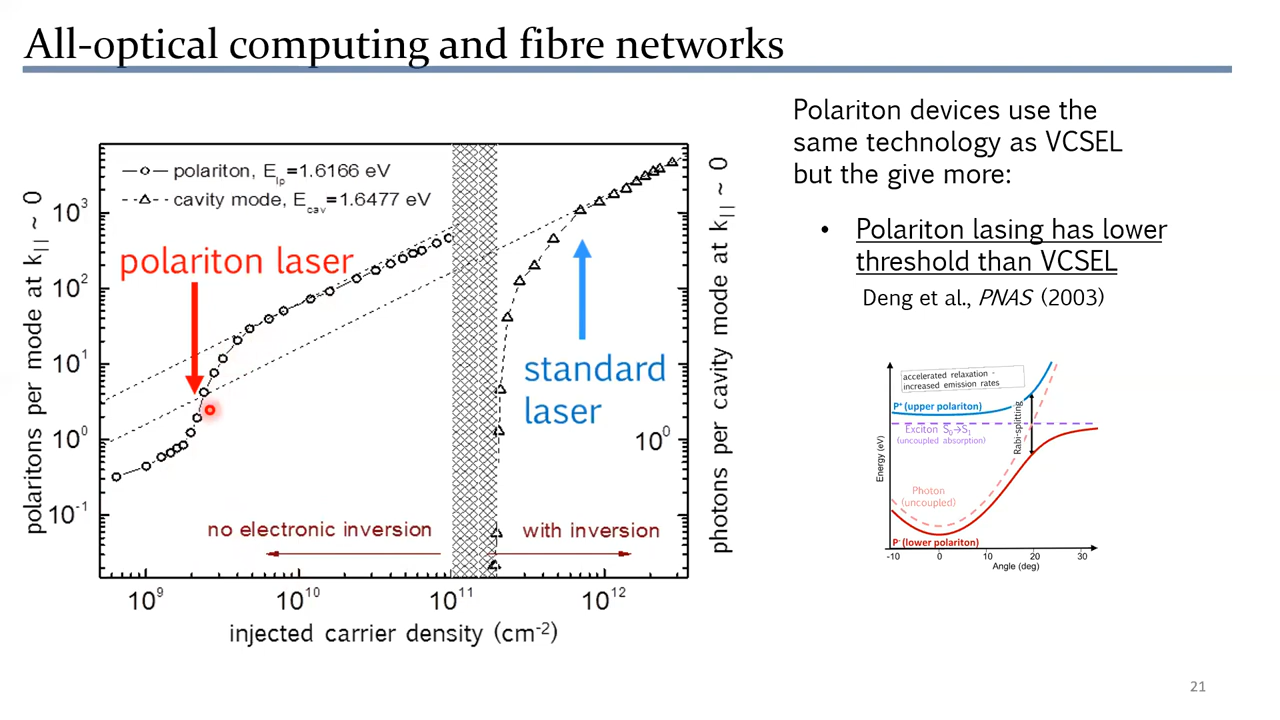 All-optical computing and fibre networks
polaritons per mode at k|| ~ 0
10³
10²
10¹
10⁰
10⁻¹
—o— polariton, Elp=1.6166 eV
--△-- cavity mode, Ecav=1.6477 eV
polariton laser
standard
laser
10⁰
no electronic inversion
with inversion
10⁹
10¹⁰
10¹¹
10¹²
injected carrier density (cm⁻²)
photons per cavity mode at k|| ~ 0
Polariton devices use the
same technology as VCSEL
but the give more:
• Polariton lasing has lower
threshold than VCSEL
Deng et al., PNAS (2003)
accelerated relaxation -
increased emission rates
P⁺ (upper polariton)
Exciton S₀→S₁
(uncoupled absorption)
Rabi-splitting
Photon
(uncoupled)
P⁻ (lower polariton)
Energy (eV)
-10 0 10 20 30
Angle (deg)
21